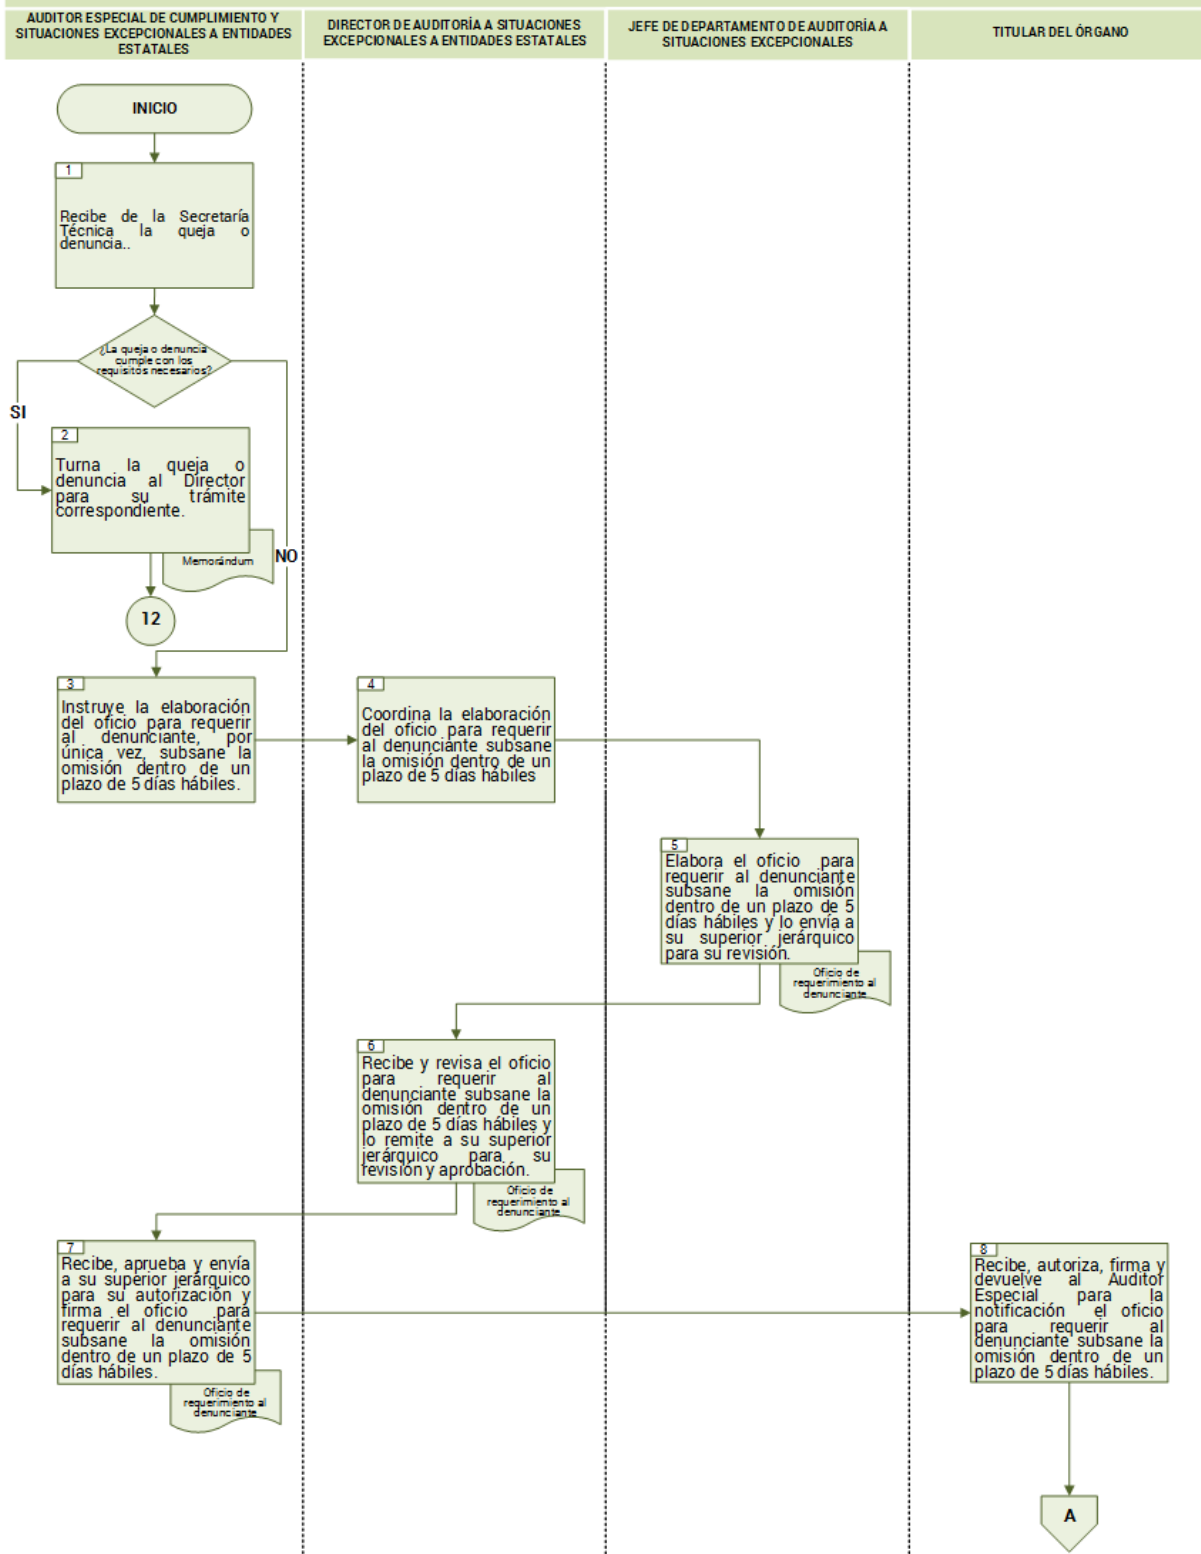 AUDITOR ESPECIAL DE CUMPLIMIENTO Y
SITUACIONES EXCEPCIONALES A ENTIDADES
ESTATALES
DIRECTOR DE AUDITORÍA A SITUACIONES
EXCEPCIONALES A ENTIDADES ESTATALES
JEFE DE DEPARTAMENTO DE AUDITORÍA A
SITUACIONES EXCEPCIONALES
TITULAR DEL ÓRGANO
INICIO
1
Recibe de la Secretaría
Técnica la queja o
denuncia..
¿La queja o denuncia
cumple con los
requisitos necesarios?
SI
2
Turna la queja o
denuncia al Director
para su trámite
correspondiente.
Memorándum
NO
12
3
Instruye la elaboración
del oficio para requerir
al denunciante, por
única vez, subsane la
omisión dentro de un
plazo de 5 días hábiles.
4
Coordina la elaboración
del oficio para requerir
al denunciante subsane
la omisión dentro de un
plazo de 5 días hábiles
5
Elabora el oficio para
requerir al denunciante
subsane la omisión
dentro de un plazo de 5
días hábiles y lo envía a
su superior jerárquico
para su revisión.
Oficio de
requerimiento al
denunciante
6
Recibe y revisa el oficio
para requerir al
denunciante subsane la
omisión dentro de un
plazo de 5 días hábiles y
lo remite a su superior
jerárquico para su
revisión y aprobación.
Oficio de
requerimiento al
denunciante
7
Recibe, aprueba y envía
a su superior jerárquico
para su autorización y
firma el oficio para
requerir al denunciante
subsane la omisión
dentro de un plazo de 5
días hábiles.
Oficio de
requerimiento al
denunciante
8
Recibe, autoriza, firma y
devuelve al Auditor
Especial para la
notificación el oficio
para requerir al
denunciante subsane la
omisión dentro de un
plazo de 5 días hábiles.
A